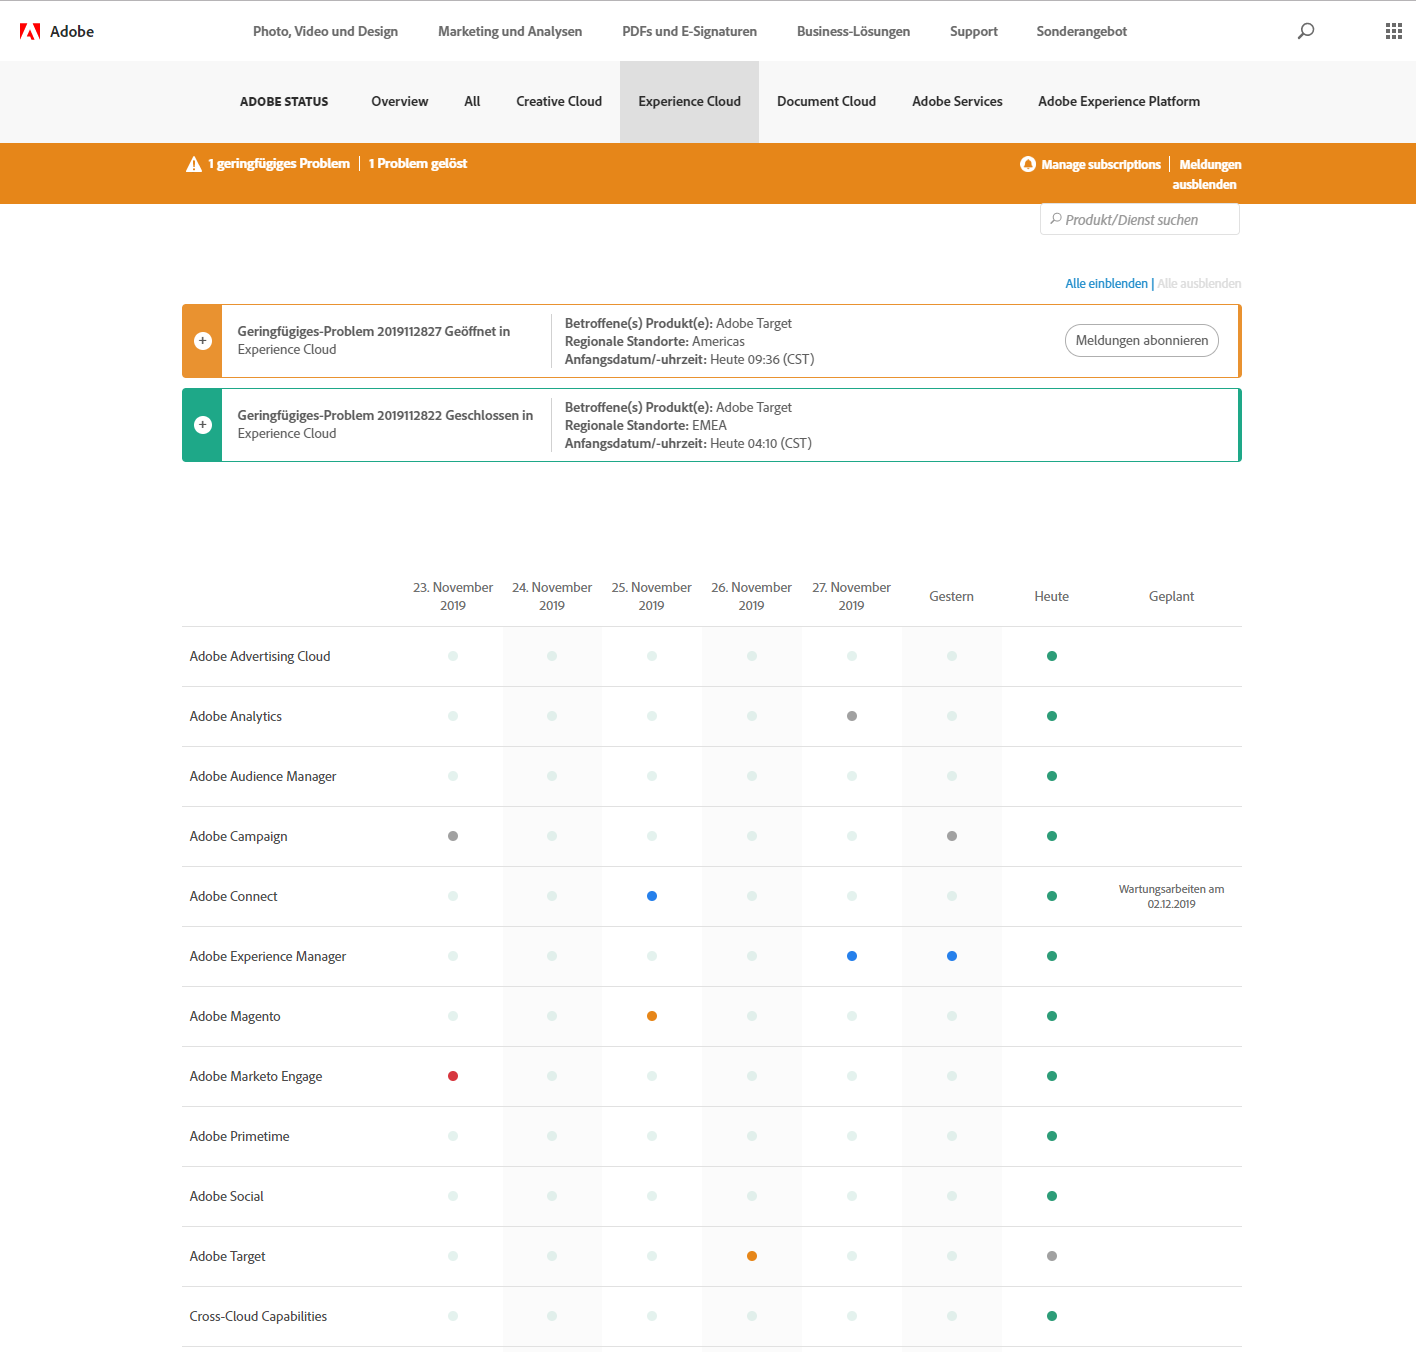 Adobe
Photo, Video und Design
Marketing und Analysen
PDFs und E-Signaturen
Business-Lösungen
Support
Sonderangebot
ADOBE STATUS
Overview
All
Creative Cloud
Experience Cloud
Document Cloud
Adobe Services
Adobe Experience Platform
1 geringfügiges Problem
1 Problem gelöst
Manage subscriptions
Meldungen
ausblenden
Produkt/Dienst suchen
Alle einblenden | Alle ausblenden
Geringfügiges-Problem 2019112827 Geöffnet in
Experience Cloud
Betroffene(s) Produkt(e): Adobe Target
Regionale Standorte: Americas
Anfangsdatum/-uhrzeit: Heute 09:36 (CST)
Meldungen abonnieren
Geringfügiges-Problem 2019112822 Geschlossen in
Experience Cloud
Betroffene(s) Produkt(e): Adobe Target
Regionale Standorte: EMEA
Anfangsdatum/-uhrzeit: Heute 04:10 (CST)
23. November
2019
24. November
2019
25. November
2019
26. November
2019
27. November
2019
Gestern
Heute
Geplant
Adobe Advertising Cloud
Adobe Analytics
Adobe Audience Manager
Adobe Campaign
Adobe Connect
Wartungsarbeiten am
02.12.2019
Adobe Experience Manager
Adobe Magento
Adobe Marketo Engage
Adobe Primetime
Adobe Social
Adobe Target
Cross-Cloud Capabilities